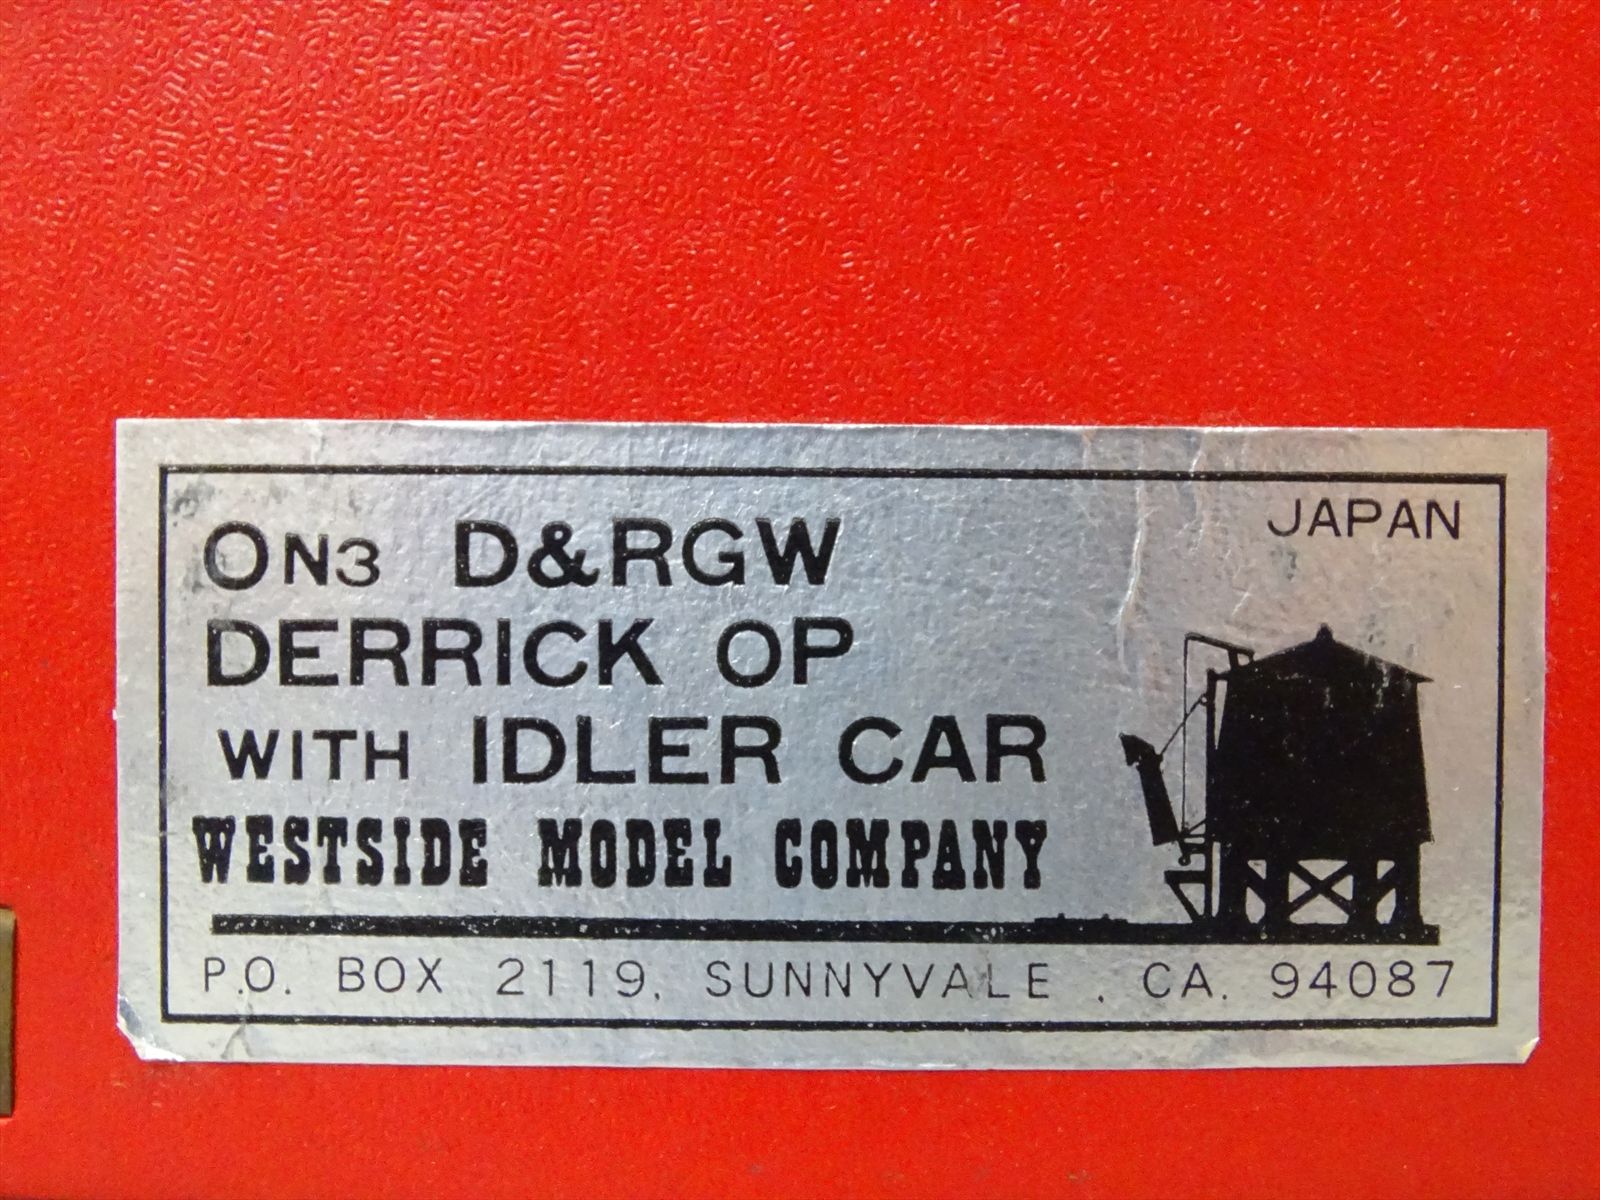 JAPAN
ON3 D&RGW
DERRICK OP
WITH IDLER CAR
WESTSIDE MODEL COMPANY
P.O. BOX 2119, SUNNYVALE , CA. 94087